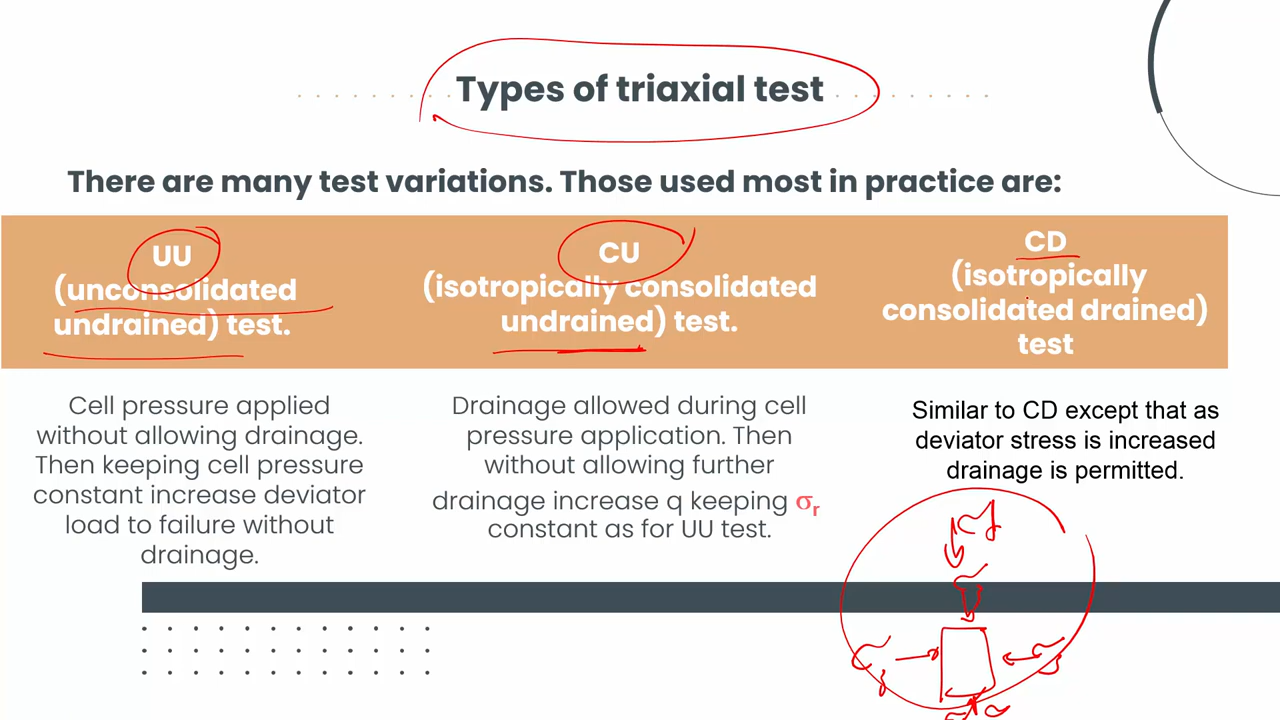 Types of triaxial test
There are many test variations. Those used most in practice are:
UU
(unconsolidated
undrained) test.
CU
(isotropically consolidated
undrained) test.
CD
(isotropically
consolidated drained)
test
Cell pressure applied
without allowing drainage.
Then keeping cell pressure
constant increase deviator
load to failure without
drainage.
Drainage allowed during cell
pressure application. Then
without allowing further
drainage increase q keeping σr
constant as for UU test.
Similar to CD except that as
deviator stress is increased
drainage is permitted.